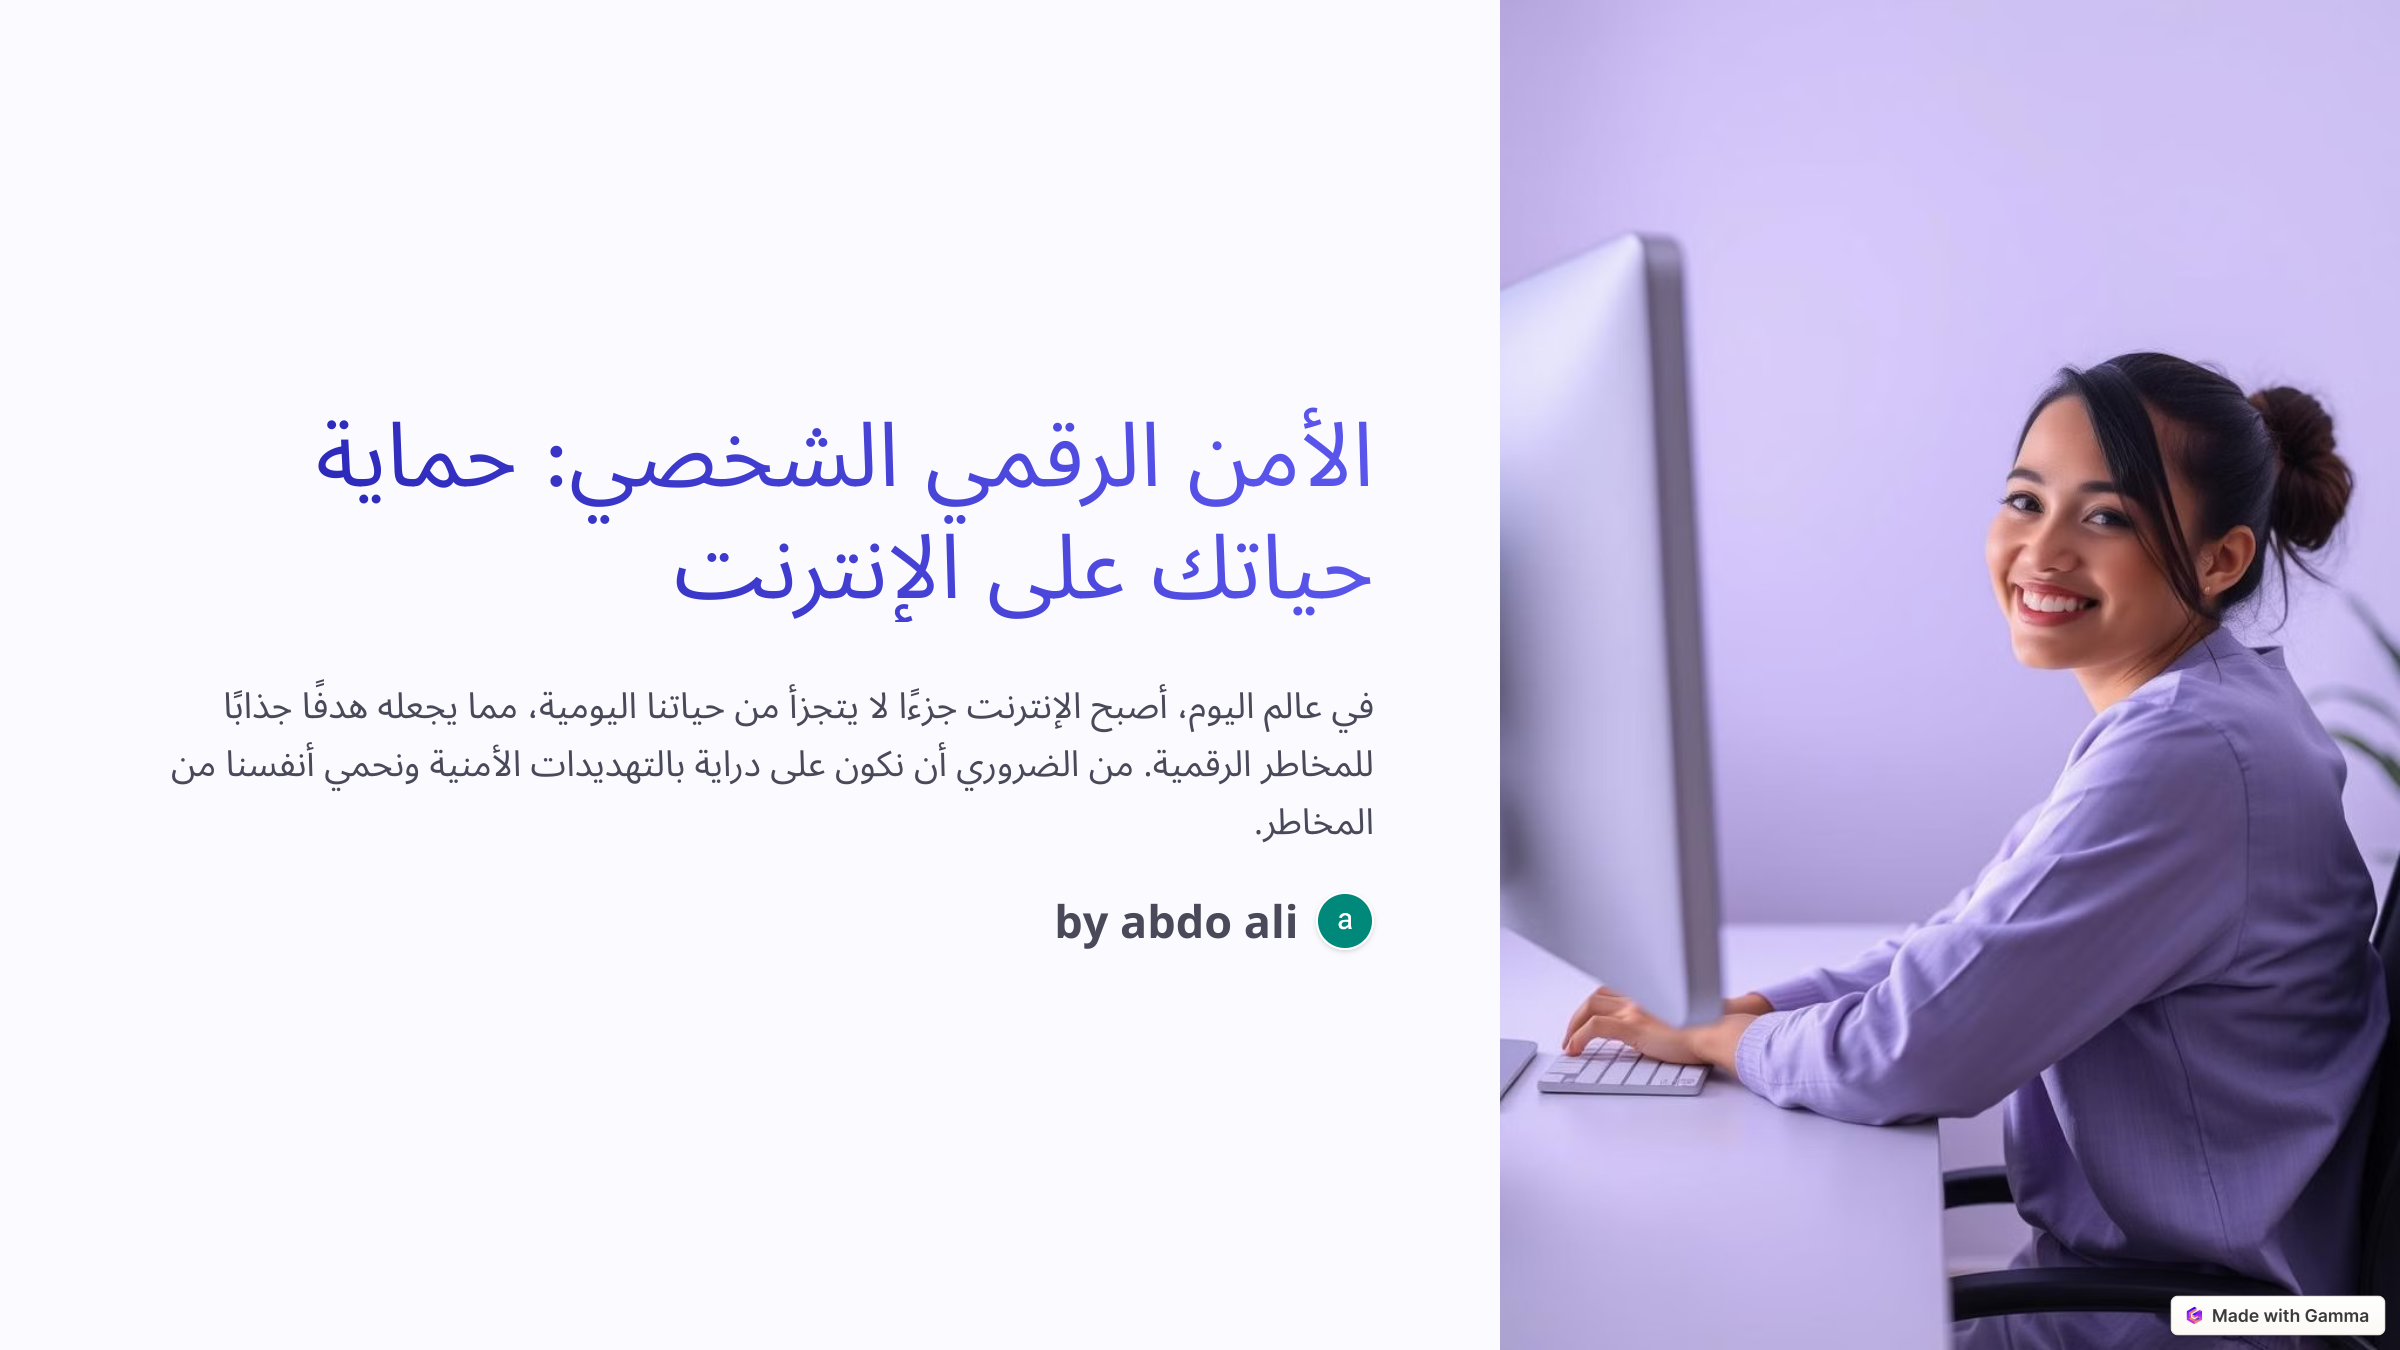 الأمن الرقمي الشخصي: حماية
حياتك على الإنترنت
في عالم اليوم، أصبح الإنترنت جزءًا لا يتجزأ من حياتنا اليومية، مما يجعله هدفًا جذابًا
للمخاطر الرقمية. من الضروري أن نكون على دراية بالتهديدات الأمنية ونحمي أنفسنا من
المخاطر.
a by abdo ali
Made with Gamma